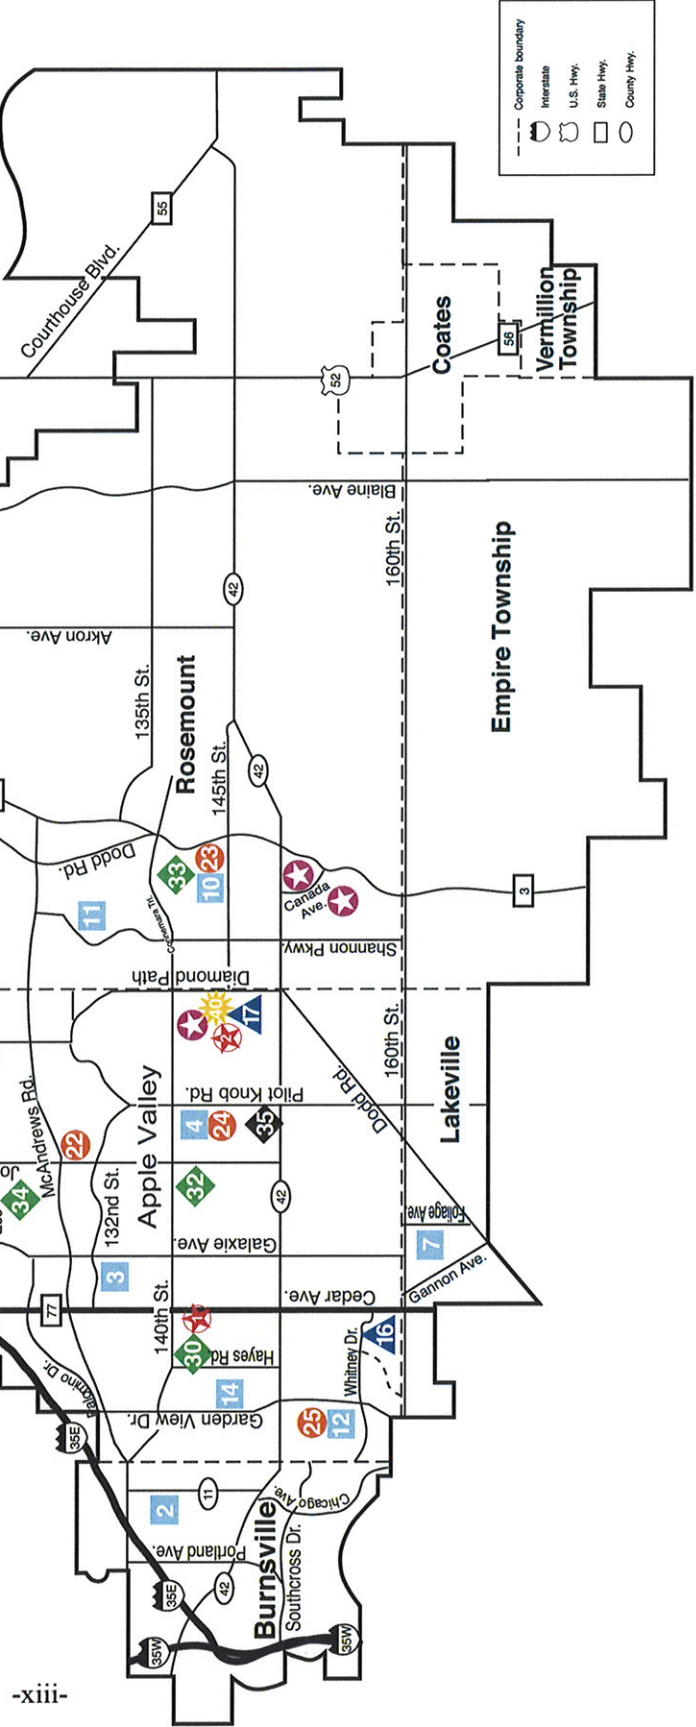 Corporate boundary
Interstate
U.S. Hwy.
State Hwy.
County Hwy.
Courthouse Blvd.
55
52
56
Coates
Vermillion
Township
Blaine Ave.
160th St.
42
Akron Ave.
135th St.
Rosemount
145th St.
42
Empire Township
Dodd Rd.
33
23
10
11
Canada
Ave.
3
Shannon Pkwy.
Diamond Path
40
17
2
160th St.
Lakeville
Apple Valley
Pilot Knob Rd.
Dodd Rd.
McAndrews Rd.
22
4
24
35
34
132nd St.
32
42
Galaxie Ave.
Foliage Ave.
7
Gannon Ave.
3
77
140th St.
Cedar Ave.
30
Hayes Rd.
Whitney Dr.
16
Palomino Dr.
14
Garden View Dr.
25
12
35E
2
11
Chicago Ave.
Portland Ave.
Burnsville
Southcross Dr.
35E
42
35W
35W
-xiii-